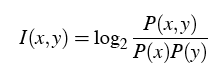 I(x,y) = log₂ P(x,y) / P(x)P(y)